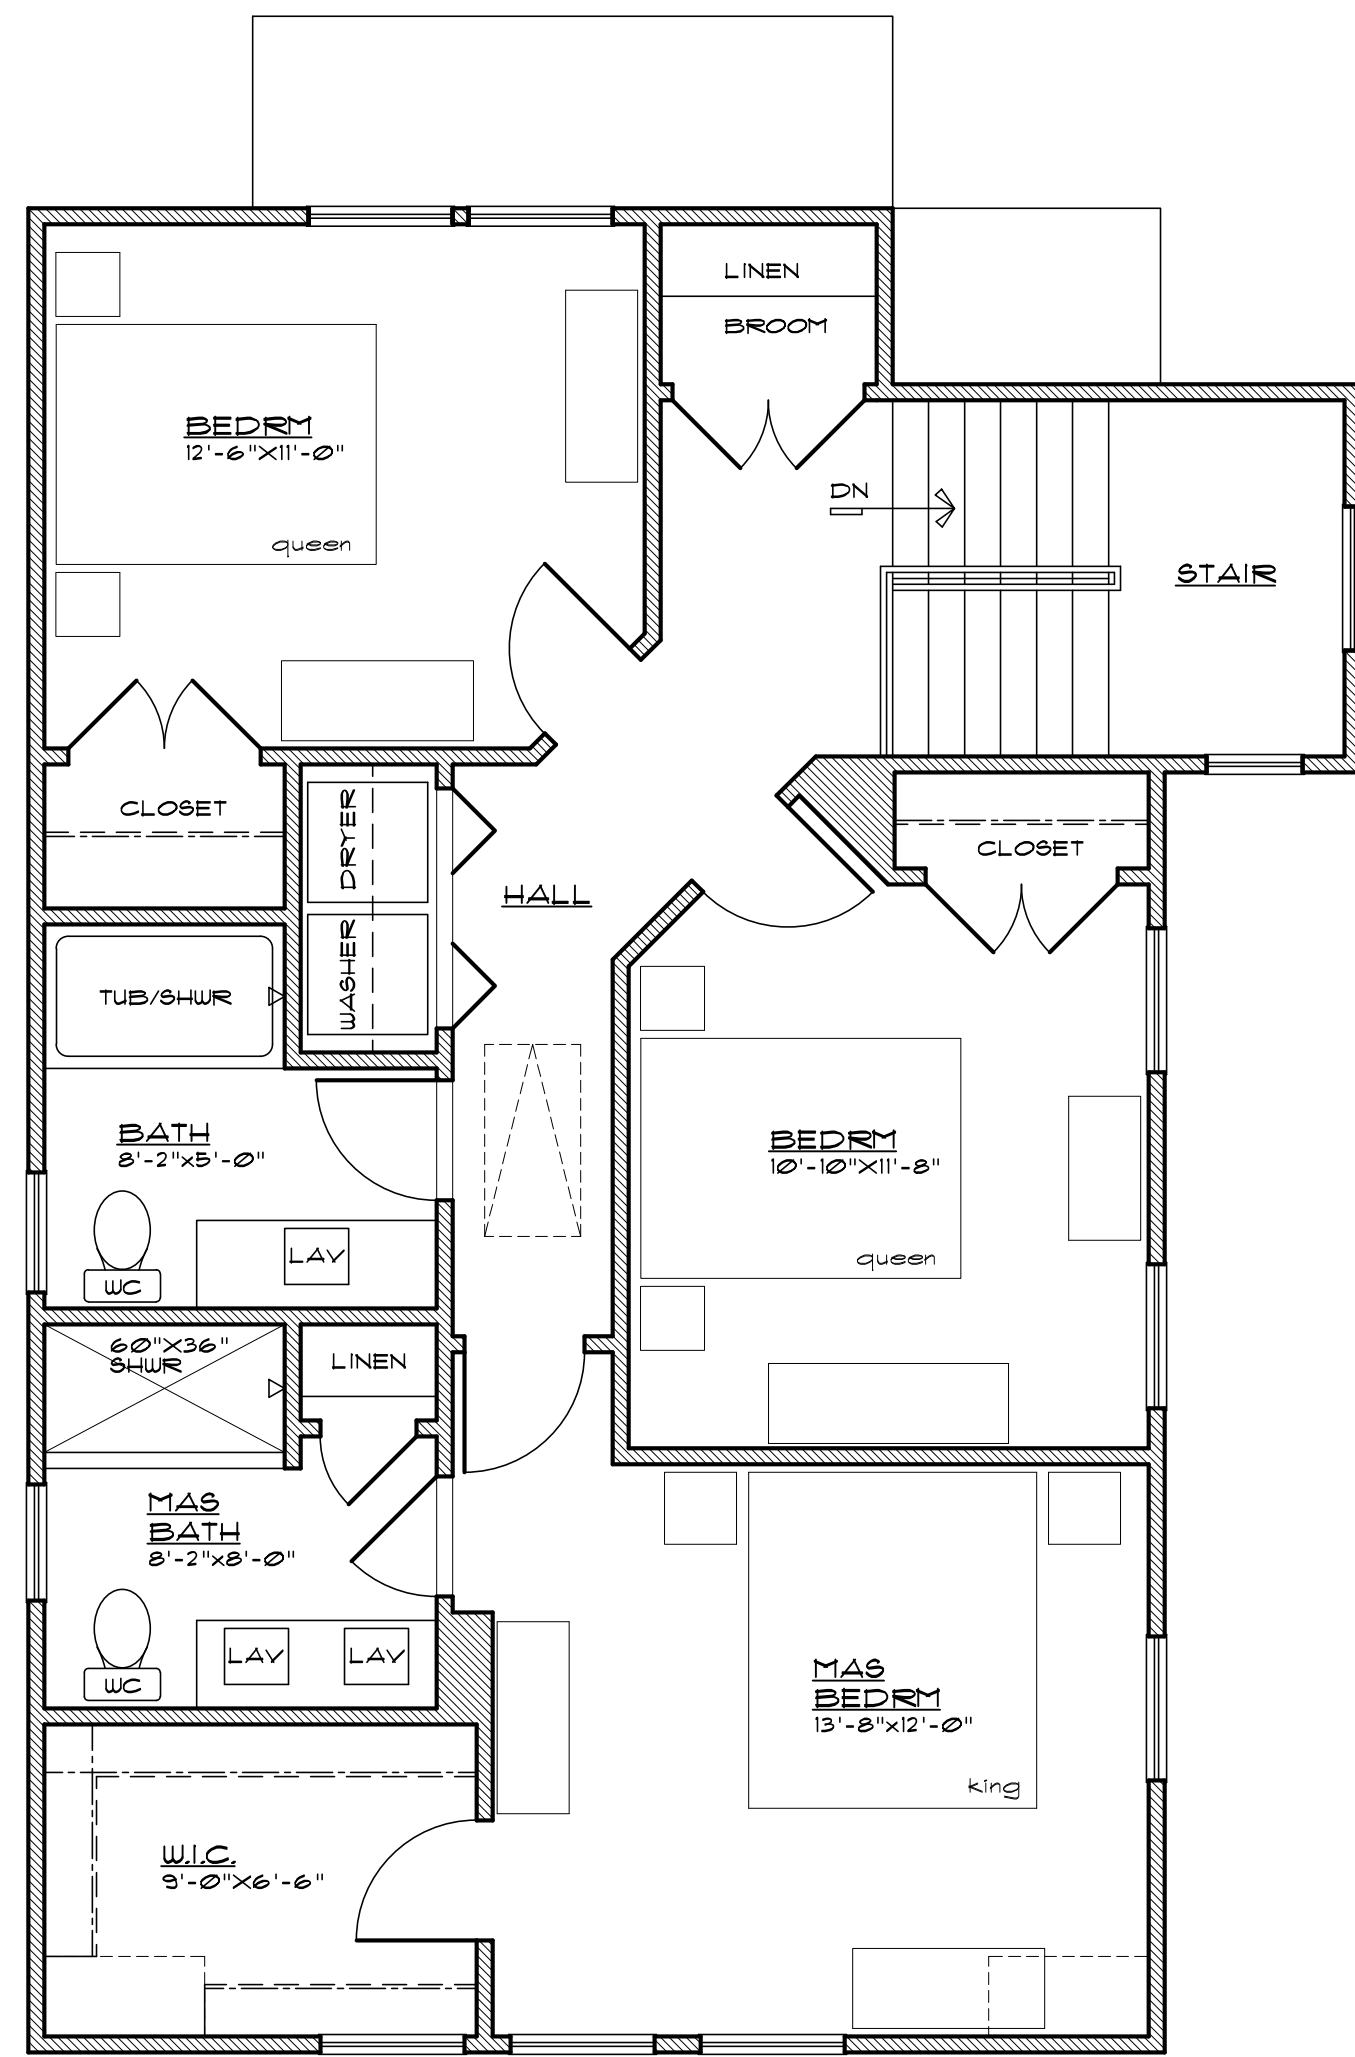 LINEN
BROOM
BEDRM
12'-6"X11'-0"
queen
DN
STAIR
CLOSET
DRYER
WASHER
HALL
CLOSET
TUB/SHWR
BATH
8'-2"x5'-0"
WC
LAV
BEDRM
10'-10"X11'-8"
queen
60"X36"
SHWR
LINEN
MAS
BATH
8'-2"x8'-0"
WC
LAV
LAV
MAS
BEDRM
13'-8"x12'-0"
king
W.I.C.
9'-0"X6'-6"